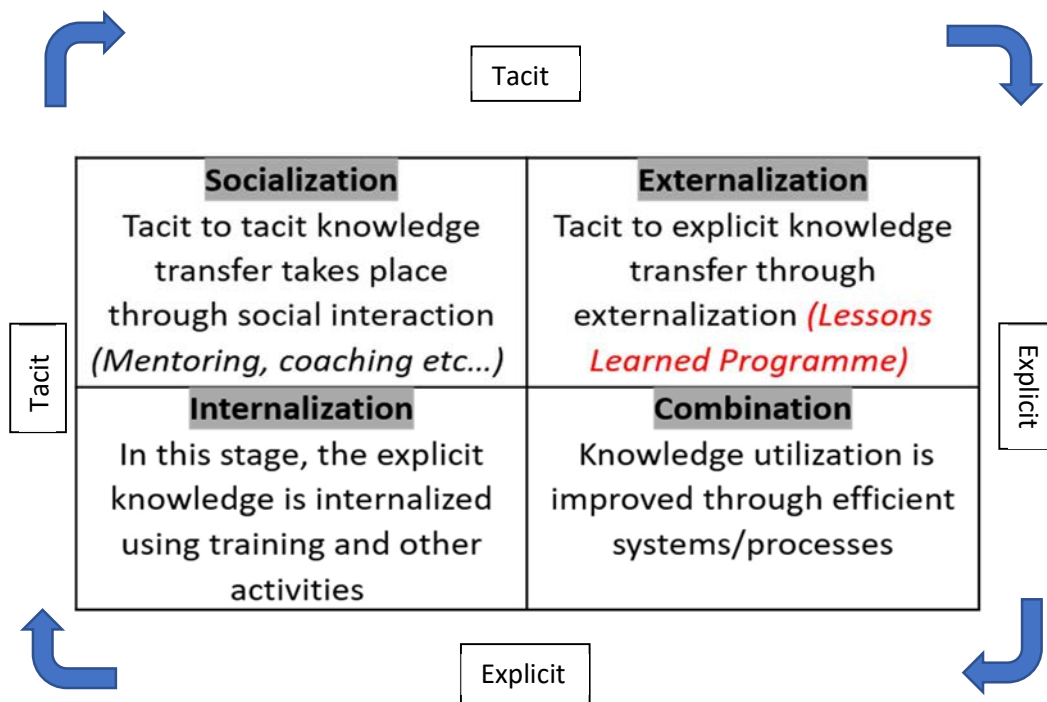 Tacit
Socialization
Tacit to tacit knowledge
transfer takes place
through social interaction
(Mentoring, coaching etc…)
Externalization
Tacit to explicit knowledge
transfer through
externalization (Lessons
Learned Programme)
Tacit
Explicit
Internalization
In this stage, the explicit
knowledge is internalized
using training and other
activities
Combination
Knowledge utilization is
improved through efficient
systems/processes
Explicit